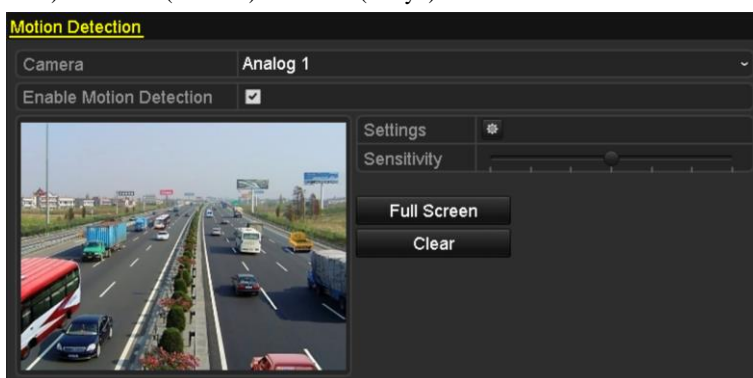 Motion Detection
Camera Analog 1
Enable Motion Detection
Settings
Sensitivity
Full Screen
Clear